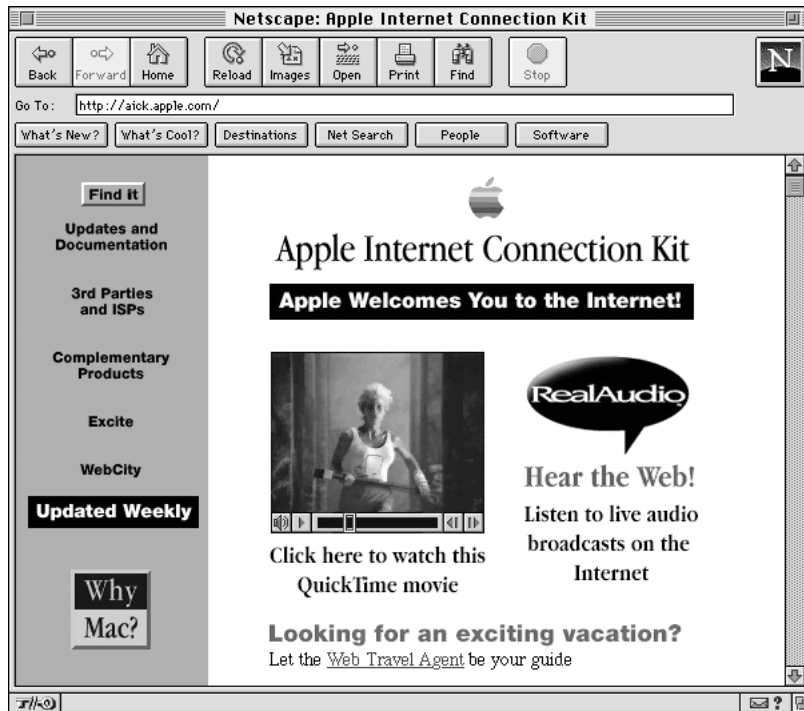 Netscape: Apple Internet Connection Kit
Back Forward Home Reload Images Open Print Find Stop
N
Go To: http://aick.apple.com/
What's New? What's Cool? Destinations Net Search People Software
Find it
Updates and
Documentation
3rd Parties
and ISPs
Complementary
Products
Excite
WebCity
Updated Weekly
Why
Mac?
Apple Internet Connection Kit
Apple Welcomes You to the Internet!
Click here to watch this
QuickTime movie
RealAudio
Hear the Web!
Listen to live audio
broadcasts on the
Internet
Looking for an exciting vacation?
Let the Web Travel Agent be your guide
?